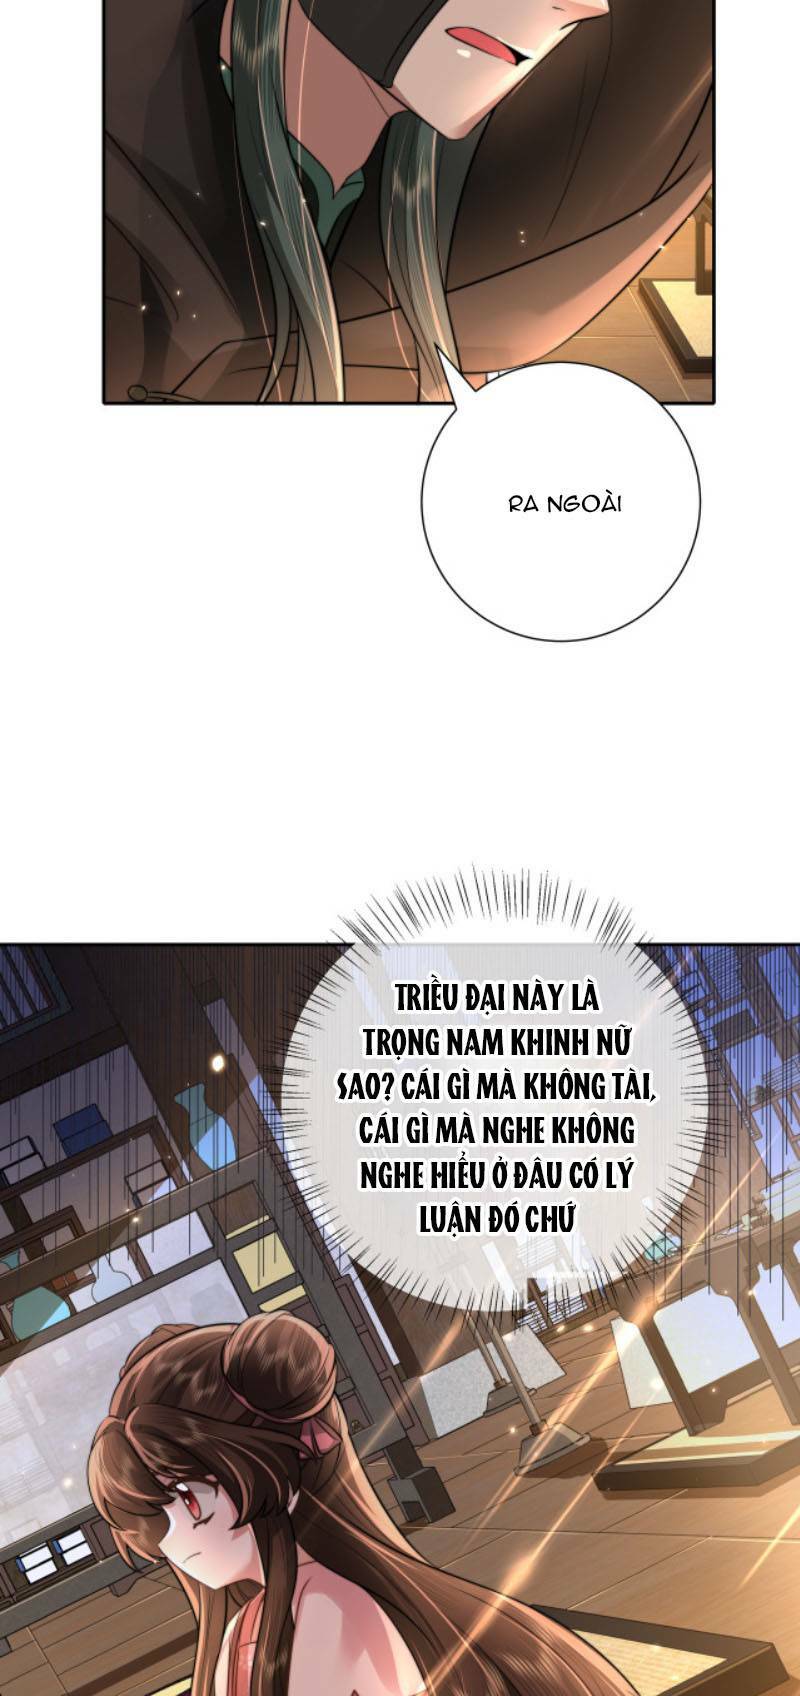 RA NGOÀI
TRIỀU ĐẠI NÀY LÀ
TRỌNG NAM KHINH NỮ
SAO? CÁI GÌ MÀ KHÔNG TÀI,
CÁI GÌ MÀ NGHE KHÔNG
NGHE HIỂU Ở ĐÂU CÓ LÝ
LUẬN ĐÓ CHỨ